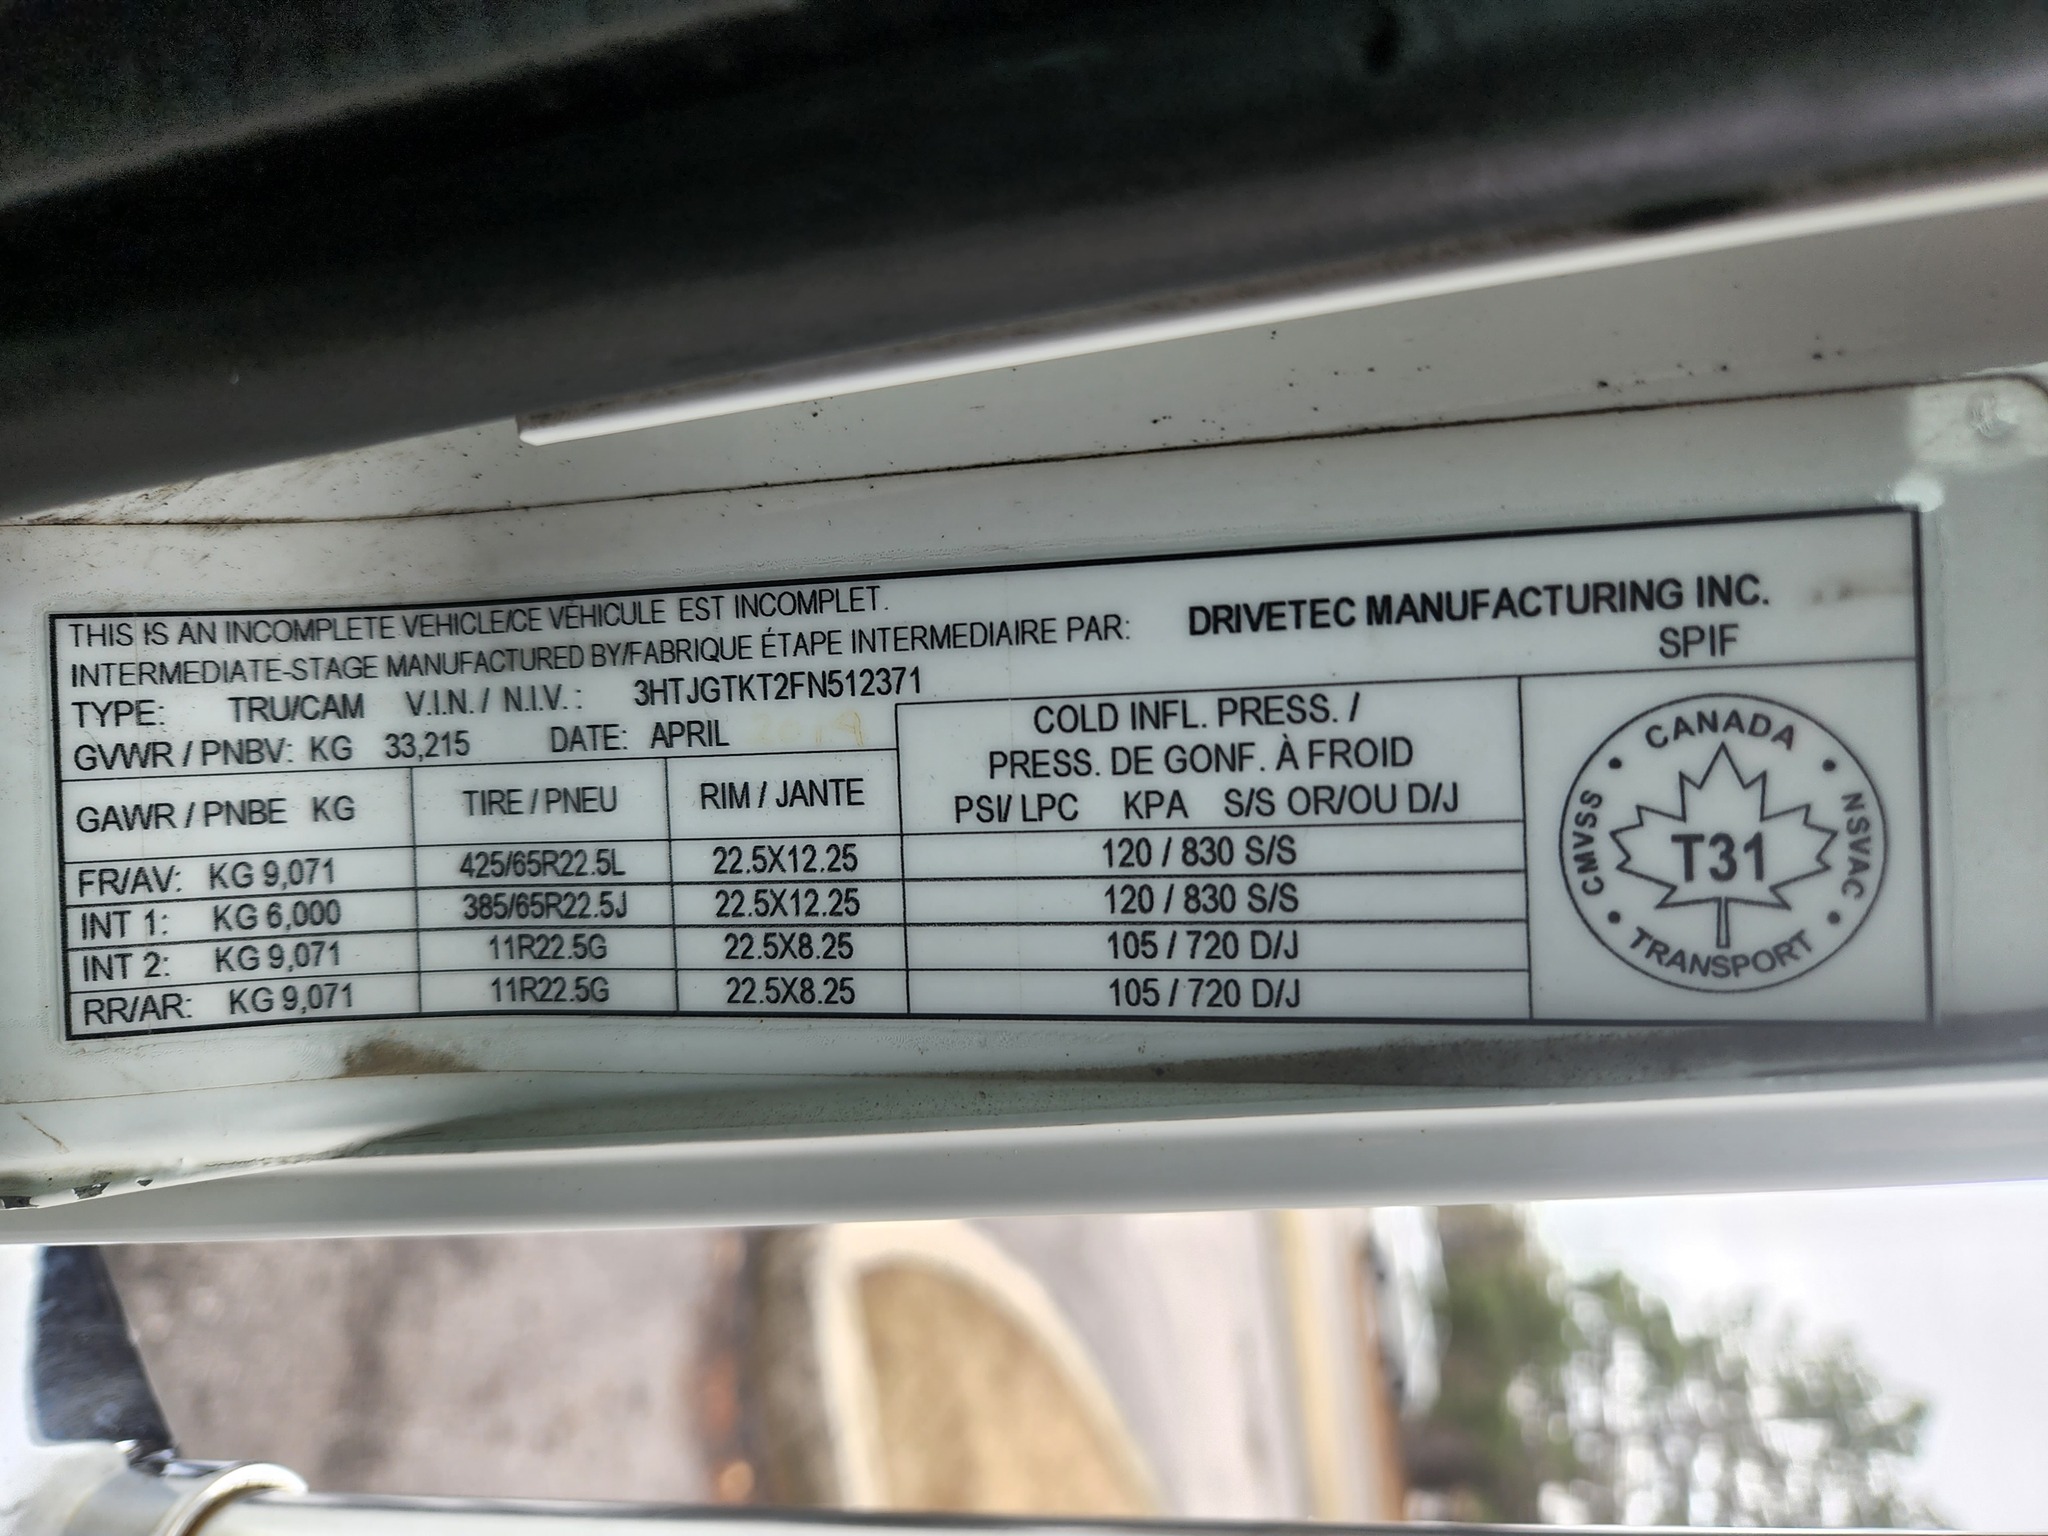 THIS IS AN INCOMPLETE VEHICLE/CE VÉHICULE EST INCOMPLET.
INTERMEDIATE-STAGE MANUFACTURED BY/FABRIQUE ÉTAPE INTERMEDIAIRE PAR: DRIVETEC MANUFACTURING INC.
SPIF
TYPE: TRU/CAM V.I.N. / N.I.V.: 3HTJGTKT2FN512371
GVWR / PNBV: KG 33,215 DATE: APRIL
GAWR / PNBE KG TIRE / PNEU RIM / JANTE
COLD INFL. PRESS. /
PRESS. DE GONF. À FROID
PSI/ LPC KPA S/S OR/OU D/J
FR/AV: KG 9,071 425/65R22.5L 22.5X12.25 120 / 830 S/S
INT 1: KG 6,000 385/65R22.5J 22.5X12.25 120 / 830 S/S
INT 2: KG 9,071 11R22.5G 22.5X8.25 105 / 720 D/J
RR/AR: KG 9,071 11R22.5G 22.5X8.25 105 / 720 D/J
CANADA
CMVSS
T31
NSVAC
TRANSPORT